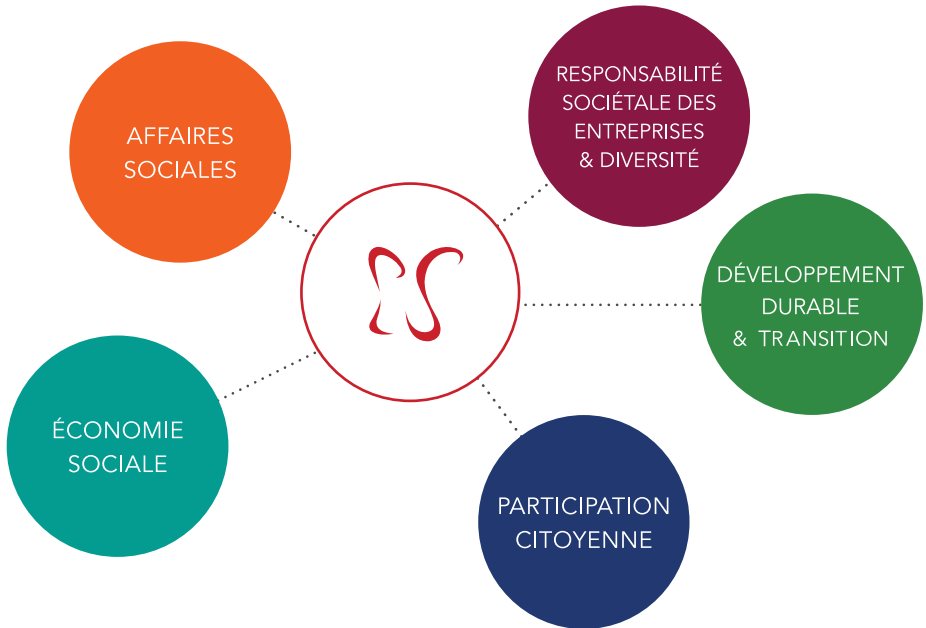 AFFAIRES
SOCIALES
RESPONSABILITÉ
SOCIÉTALE DES
ENTREPRISES
& DIVERSITÉ
DÉVELOPPEMENT
DURABLE
& TRANSITION
ÉCONOMIE
SOCIALE
PARTICIPATION
CITOYENNE